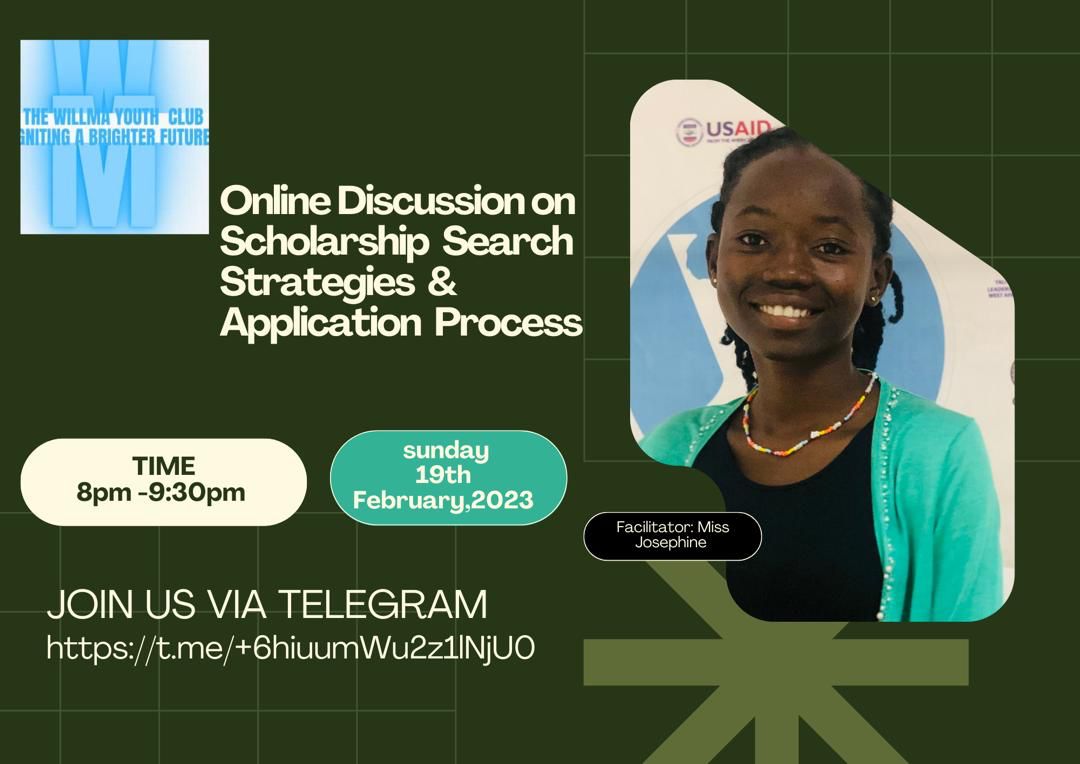 THE WILLMA YOUTH CLUB
GNITING A BRIGHTER FUTURE
WM
Online Discussion on
Scholarship Search
Strategies &
Application Process
TIME
8pm -9:30pm
sunday
19th
February,2023
JOIN US VIA TELEGRAM
https://t.me/+6hiuumWu2z1lNjU0
USAID
Facilitator: Miss
Josephine